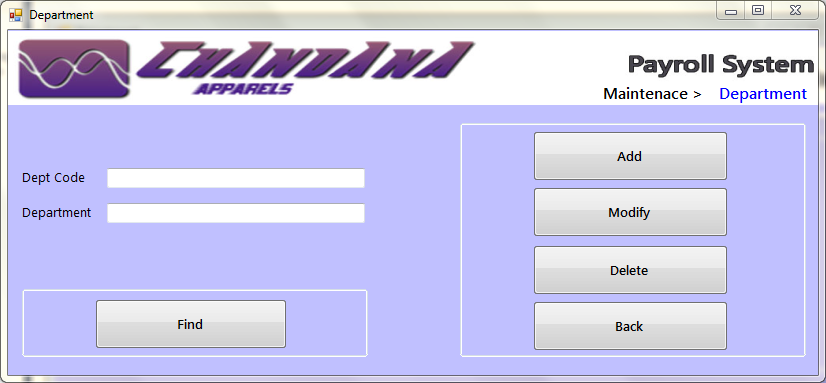 Department
CHANDANA
APPARELS
Payroll System
Maintenace > Department
Dept Code
Department
Add
Modify
Delete
Back
Find